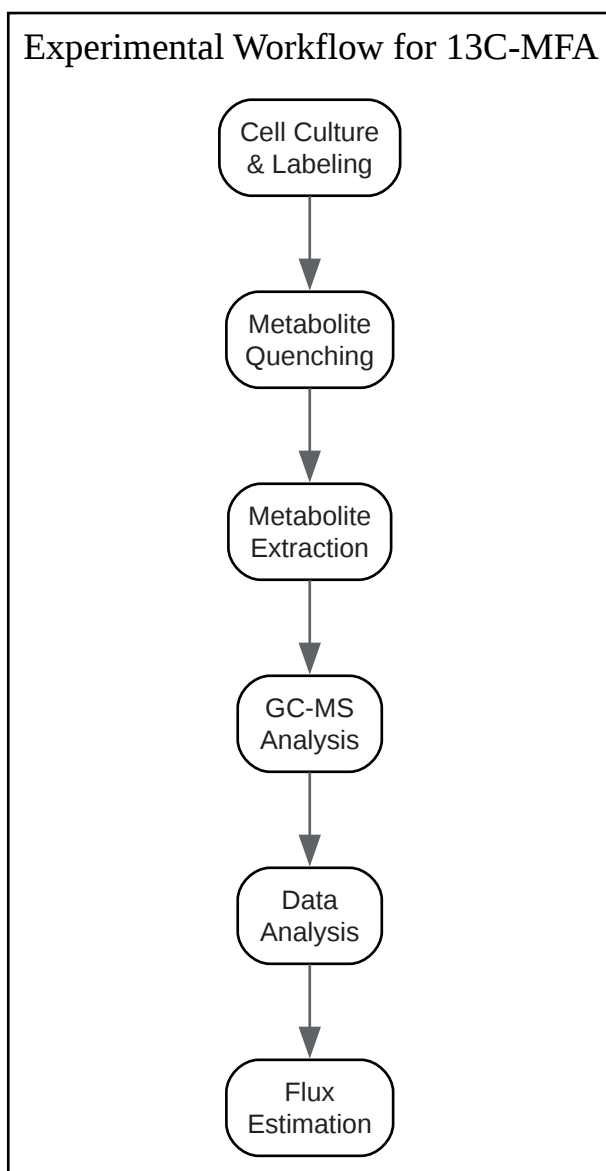 Experimental Workflow for 13C-MFA
Cell Culture
& Labeling
Metabolite
Quenching
Metabolite
Extraction
GC-MS
Analysis
Data
Analysis
Flux
Estimation